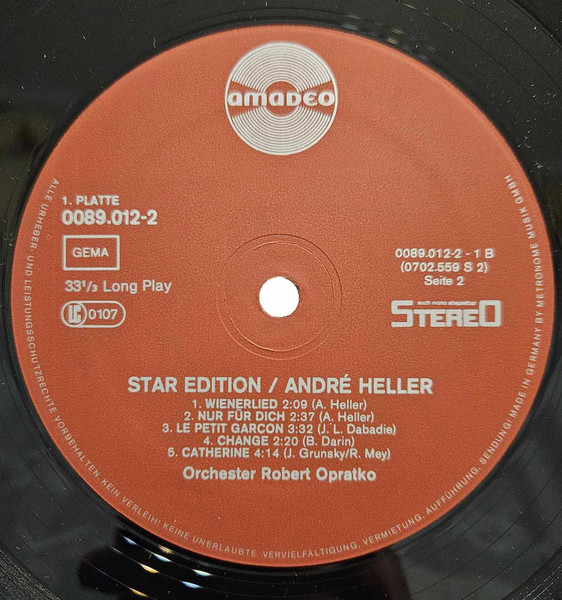 amadeo
1. PLATTE
0089.012-2
GEMA
33⅓ Long Play
LC 0107
0089.012-2 - 1 B
(0702.559 S 2)
Seite 2
auch mono abspielbar
STEREO
STAR EDITION / ANDRÉ HELLER
1. WIENERLIED 2:09 (A. Heller)
2. NUR FÜR DICH 2:37 (A. Heller)
3. LE PETIT GARCON 3:32 (J. L. Dabadie)
4. CHANGE 2:20 (B. Darin)
5. CATHERINE 4:14 (J. Grunsky/R. Mey)
Orchester Robert Opratko
ALLE URHEBER- UND LEISTUNGSSCHUTZRECHTE VORBEHALTEN. KEIN VERLEIH! KEINE UNERLAUBTE VERVIELFÄLTIGUNG, VERMIETUNG, AUFFÜHRUNG, SENDUNG! MADE IN GERMANY BY METRONOME MUSIK GMBH